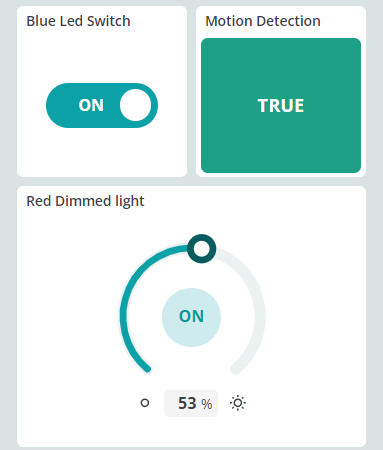 Blue Led Switch
ON
Motion Detection
TRUE
Red Dimmed light
ON
53 %